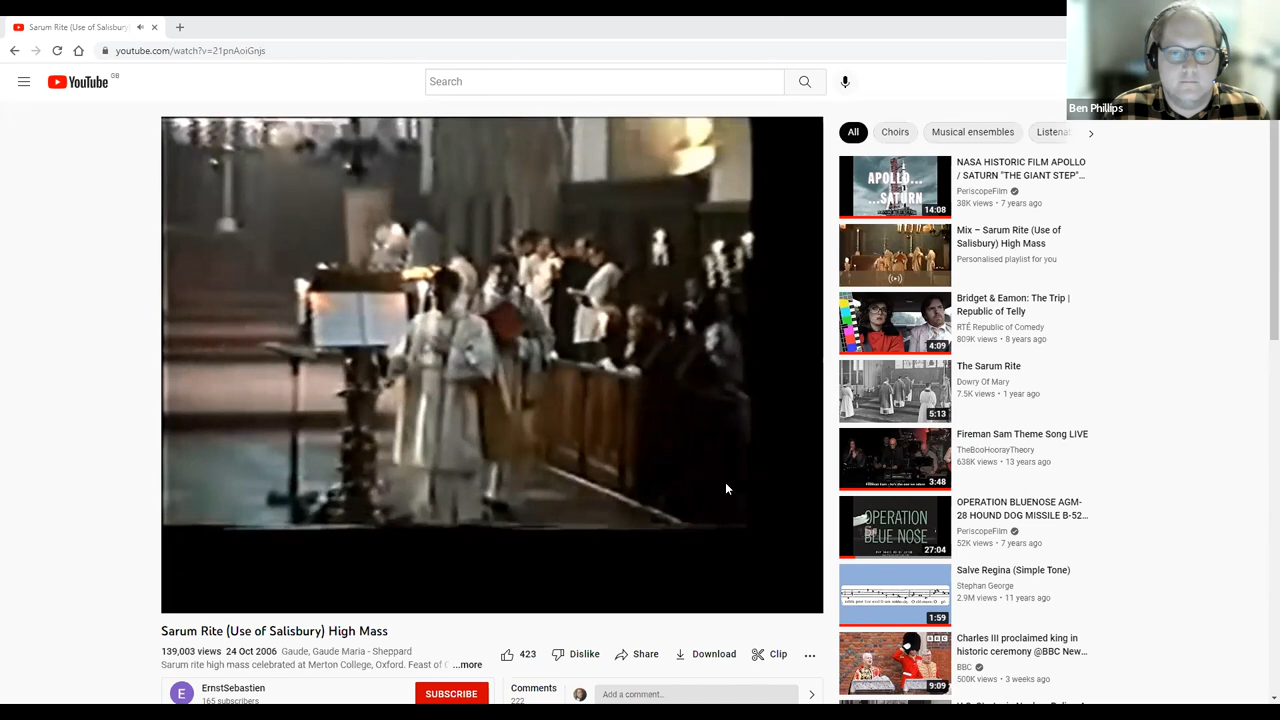 Sarum Rite (Use of Salisbury)
youtube.com/watch?v=21pnAoiGnjs
YouTube GB
Search
Ben Phillips
All
Choirs
Musical ensembles
Listena
APOLLO...
...SATURN
14:08
NASA HISTORIC FILM APOLLO
/ SATURN "THE GIANT STEP"...
PeriscopeFilm
38K views • 7 years ago
Mix – Sarum Rite (Use of
Salisbury) High Mass
Personalised playlist for you
4:09
Bridget & Eamon: The Trip |
Republic of Telly
RTÉ Republic of Comedy
809K views • 8 years ago
5:13
The Sarum Rite
Dowry Of Mary
7.5K views • 1 year ago
3:48
Fireman Sam Theme Song LIVE
TheBooHoorayTheory
638K views • 13 years ago
OPERATION
BLUE NOSE
27:04
OPERATION BLUENOSE AGM-
28 HOUND DOG MISSILE B-52...
PeriscopeFilm
52K views • 7 years ago
1:59
Salve Regina (Simple Tone)
Stephan George
2.9M views • 11 years ago
BBC
9:09
Charles III proclaimed king in
historic ceremony @BBC New...
BBC
500K views • 3 weeks ago
Sarum Rite (Use of Salisbury) High Mass
139,003 views 24 Oct 2006 Gaude, Gaude Maria - Sheppard
Sarum rite high mass celebrated at Merton College, Oxford. Feast of C ...more
423
Dislike
Share
Download
Clip
E
ErnstSebastien
165 subscribers
SUBSCRIBE
Comments
222
Add a comment...